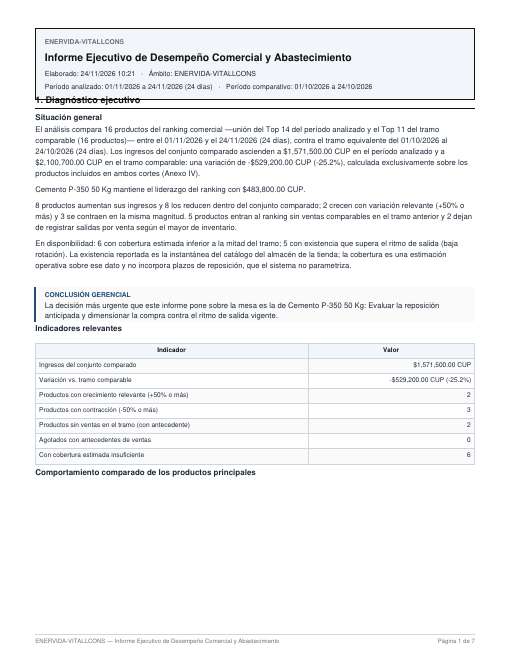 ENERVIDA-VITALLCONS
Informe Ejecutivo de Desempeño Comercial y Abastecimiento
Elaborado: 24/11/2026 10:21 · Ámbito: ENERVIDA-VITALLCONS
Período analizado: 01/11/2026 a 24/11/2026 (24 días) · Período comparativo: 01/10/2026 a 24/10/2026
1. Diagnóstico ejecutivo
Situación general
El análisis compara 16 productos del ranking comercial —unión del Top 14 del período analizado y el Top 11 del tramo
comparable (16 productos)— entre el 01/11/2026 y el 24/11/2026 (24 días), contra el tramo equivalente del 01/10/2026 al
24/10/2026 (24 días). Los ingresos del conjunto comparado ascienden a $1,571,500.00 CUP en el período analizado y a
$2,100,700.00 CUP en el tramo comparable: una variación de -$529,200.00 CUP (-25.2%), calculada exclusivamente sobre los
productos incluidos en ambos cortes (Anexo IV).
Cemento P-350 50 Kg mantiene el liderazgo del ranking con $483,800.00 CUP.
8 productos aumentan sus ingresos y 8 los reducen dentro del conjunto comparado; 2 crecen con variación relevante (+50% o
más) y 3 se contraen en la misma magnitud. 5 productos entran al ranking sin ventas comparables en el tramo anterior y 2 dejan
de registrar salidas por venta según el mayor de inventario.
En disponibilidad: 6 con cobertura estimada inferior a la mitad del tramo; 5 con existencia que supera el ritmo de salida (baja
rotación). La existencia reportada es la instantánea del catálogo del almacén de la tienda; la cobertura es una estimación
operativa sobre ese dato y no incorpora plazos de reposición, que el sistema no parametriza.
CONCLUSIÓN GERENCIAL
La decisión más urgente que este informe pone sobre la mesa es la de Cemento P-350 50 Kg: Evaluar la reposición
anticipada y dimensionar la compra contra el ritmo de salida vigente.
Indicadores relevantes
Indicador Valor
Ingresos del conjunto comparado $1,571,500.00 CUP
Variación vs. tramo comparable -$529,200.00 CUP (-25.2%)
Productos con crecimiento relevante (+50% o más) 2
Productos con contracción (-50% o más) 3
Productos sin ventas en el tramo (con antecedente) 2
Agotados con antecedentes de ventas 0
Con cobertura estimada insuficiente 6
Comportamiento comparado de los productos principales
ENERVIDA-VITALLCONS — Informe Ejecutivo de Desempeño Comercial y Abastecimiento Página 1 de 7